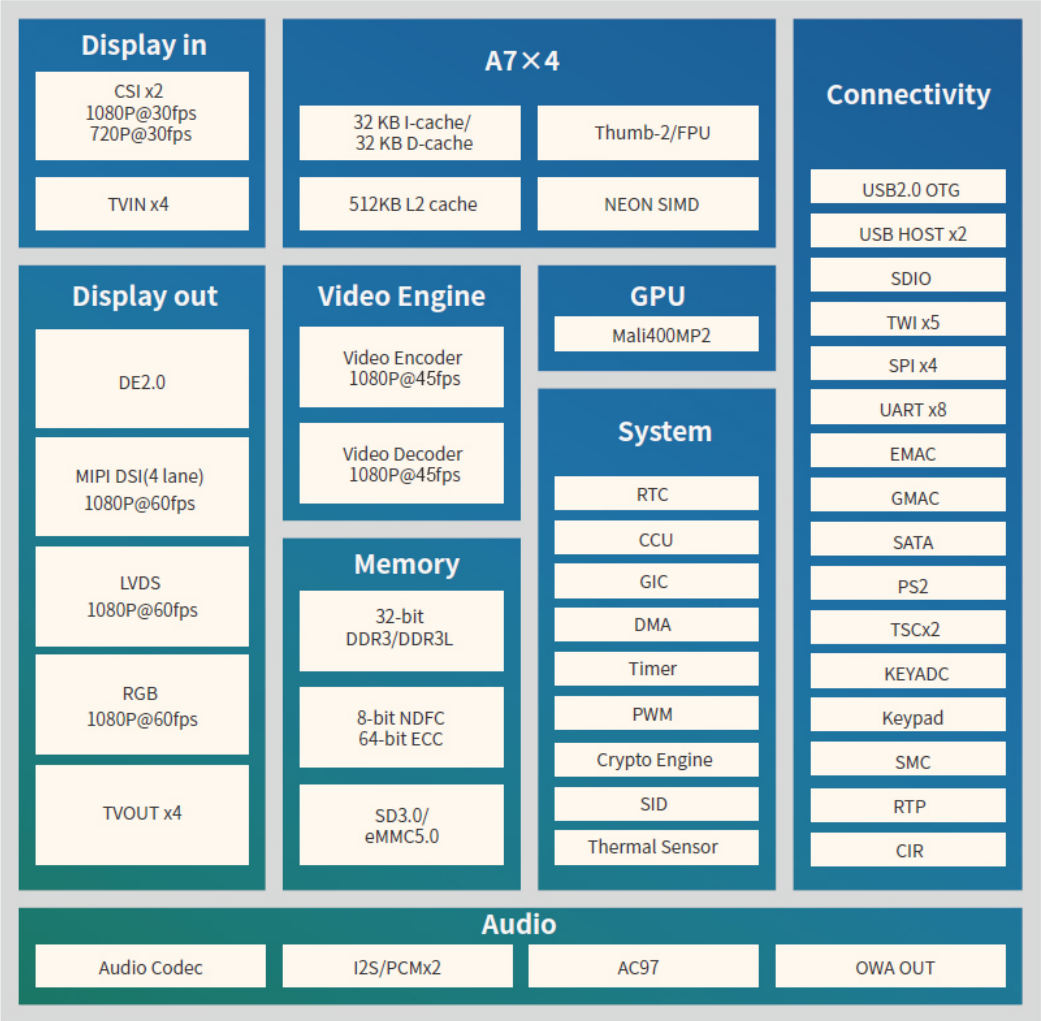 Display in
CSI x2
1080P@30fps
720P@30fps
TVIN x4
A7×4
32 KB I-cache/
32 KB D-cache
Thumb-2/FPU
512KB L2 cache
NEON SIMD
Connectivity
USB2.0 OTG
USB HOST x2
SDIO
TWI x5
SPI x4
UART x8
EMAC
GMAC
SATA
PS2
TSCx2
KEYADC
Keypad
SMC
RTP
CIR
Display out
DE2.0
MIPI DSI(4 lane)
1080P@60fps
LVDS
1080P@60fps
RGB
1080P@60fps
TVOUT x4
Video Engine
Video Encoder
1080P@45fps
Video Decoder
1080P@45fps
GPU
Mali400MP2
System
RTC
CCU
GIC
DMA
Timer
PWM
Crypto Engine
SID
Thermal Sensor
Memory
32-bit
DDR3/DDR3L
8-bit NDFC
64-bit ECC
SD3.0/
eMMC5.0
Audio
Audio Codec
I2S/PCMx2
AC97
OWA OUT